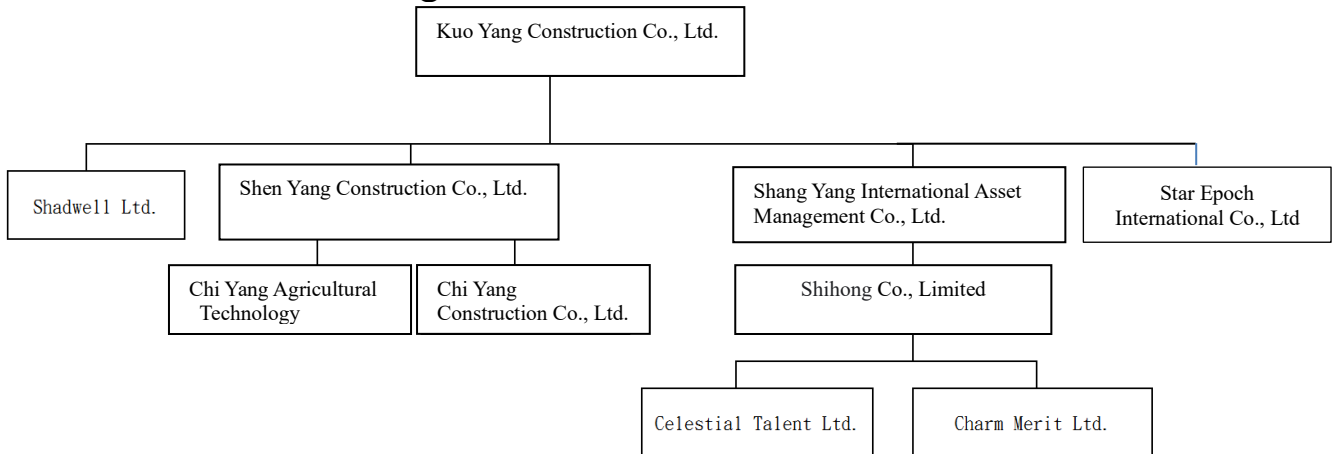 Kuo Yang Construction Co., Ltd.
Shadwell Ltd.
Shen Yang Construction Co., Ltd.
Shang Yang International Asset
Management Co., Ltd.
Star Epoch
International Co., Ltd
Chi Yang Agricultural
Technology
Chi Yang
Construction Co., Ltd.
Shihong Co., Limited
Celestial Talent Ltd.
Charm Merit Ltd.